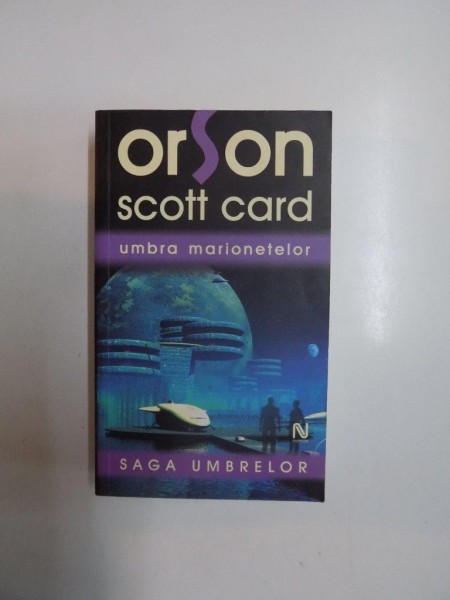 orson
scott card
umbra marionetelor
N
SAGA UMBRELOR